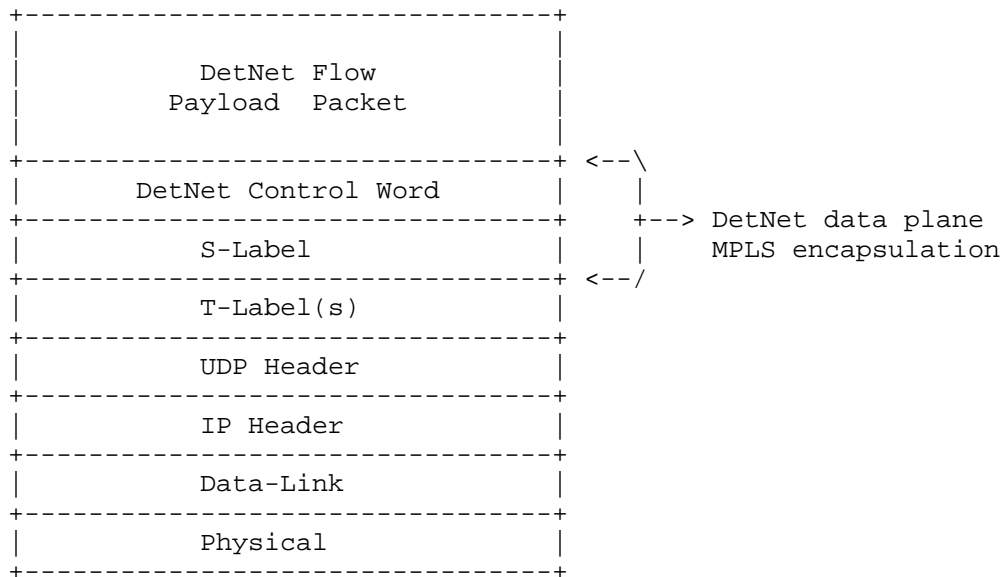 DetNet Flow
Payload Packet
<--\
DetNet Control Word
+--> DetNet data plane
S-Label
MPLS encapsulation
<--/
T-Label(s)
UDP Header
IP Header
Data-Link
Physical